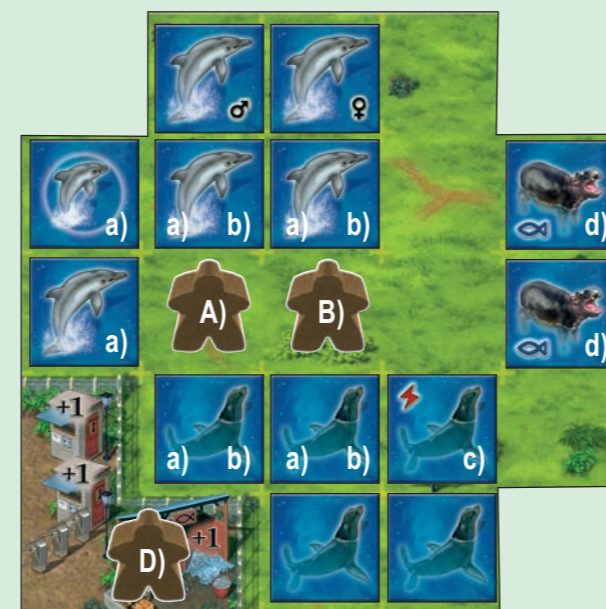 ♂ ♀
a) a) b) a) b) d)
a) A) B) d)
+1
a) b) a) b) c)
+1
D) +1